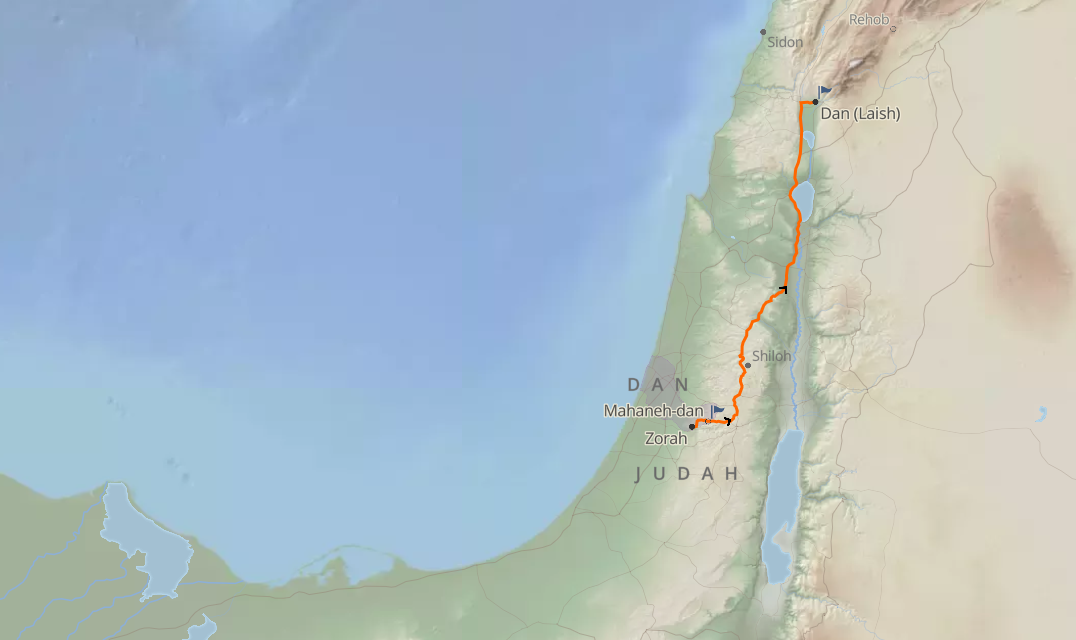 Rehob
Sidon
Dan (Laish)
Shiloh
DAN
Mahaneh-dan
Zorah
JUDAH